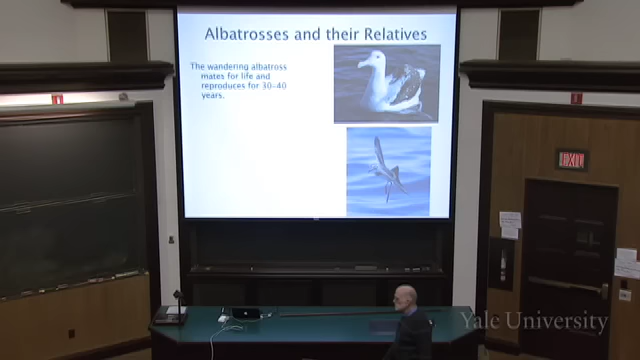 Albatrosses and their Relatives
The wandering albatross
mates for life and
reproduces for 30-40
years.
EXIT
Yale University